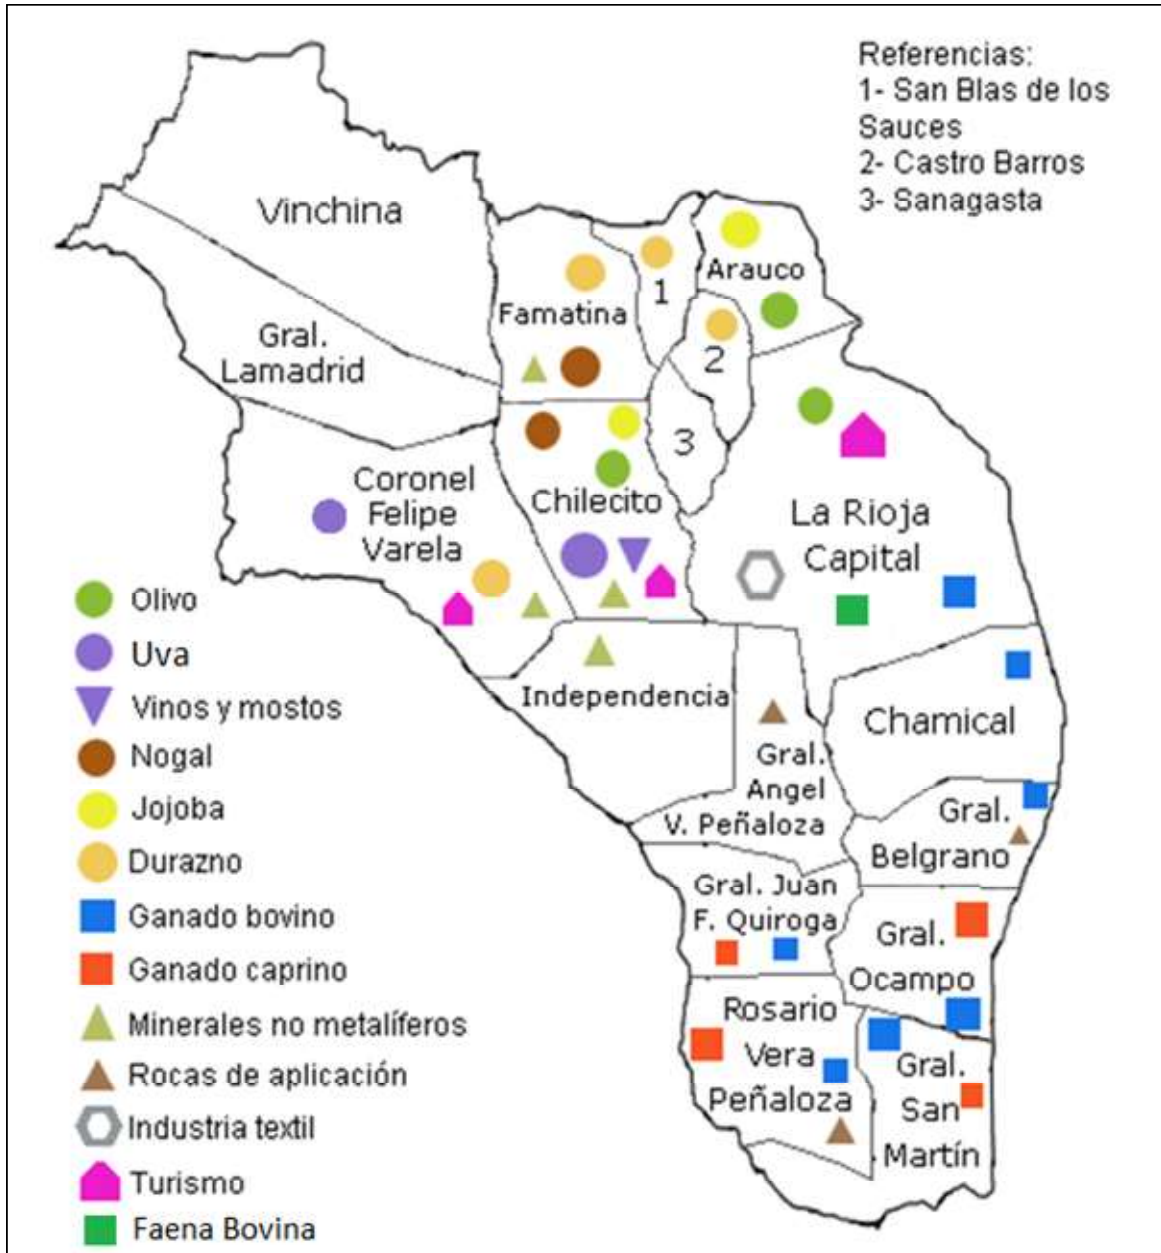 Referencias:
1- San Blas de los
Sauces
2- Castro Barros
3- Sanagasta
Vinchina
Gral.
Lamadrid
Famatina
1
Arauco
2
3
Coronel
Felipe
Varela
Chilecito
La Rioja
Capital
Independencia
Chamical
Gral.
Angel
V. Peñaloza
Gral.
Belgrano
Gral. Juan
F. Quiroga
Gral.
Ocampo
Rosario
Vera
Peñaloza
Gral.
San
Martín
Olivo
Uva
Vinos y mostos
Nogal
Jojoba
Durazno
Ganado bovino
Ganado caprino
Minerales no metalíferos
Rocas de aplicación
Industria textil
Turismo
Faena Bovina